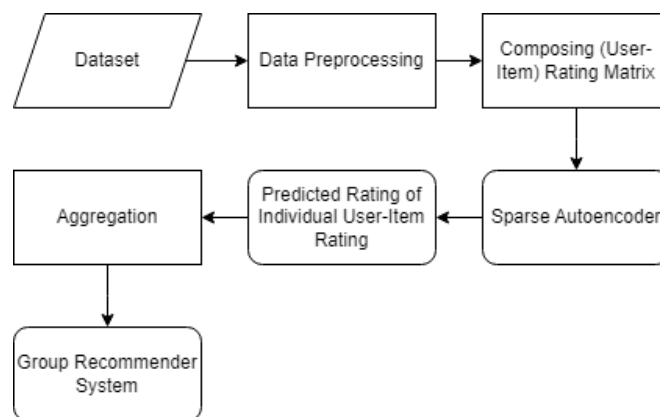 Dataset
Data Preprocessing
Composing (User-
Item) Rating Matrix
Sparse Autoencoder
Predicted Rating of
Individual User-Item
Rating
Aggregation
Group Recommender
System